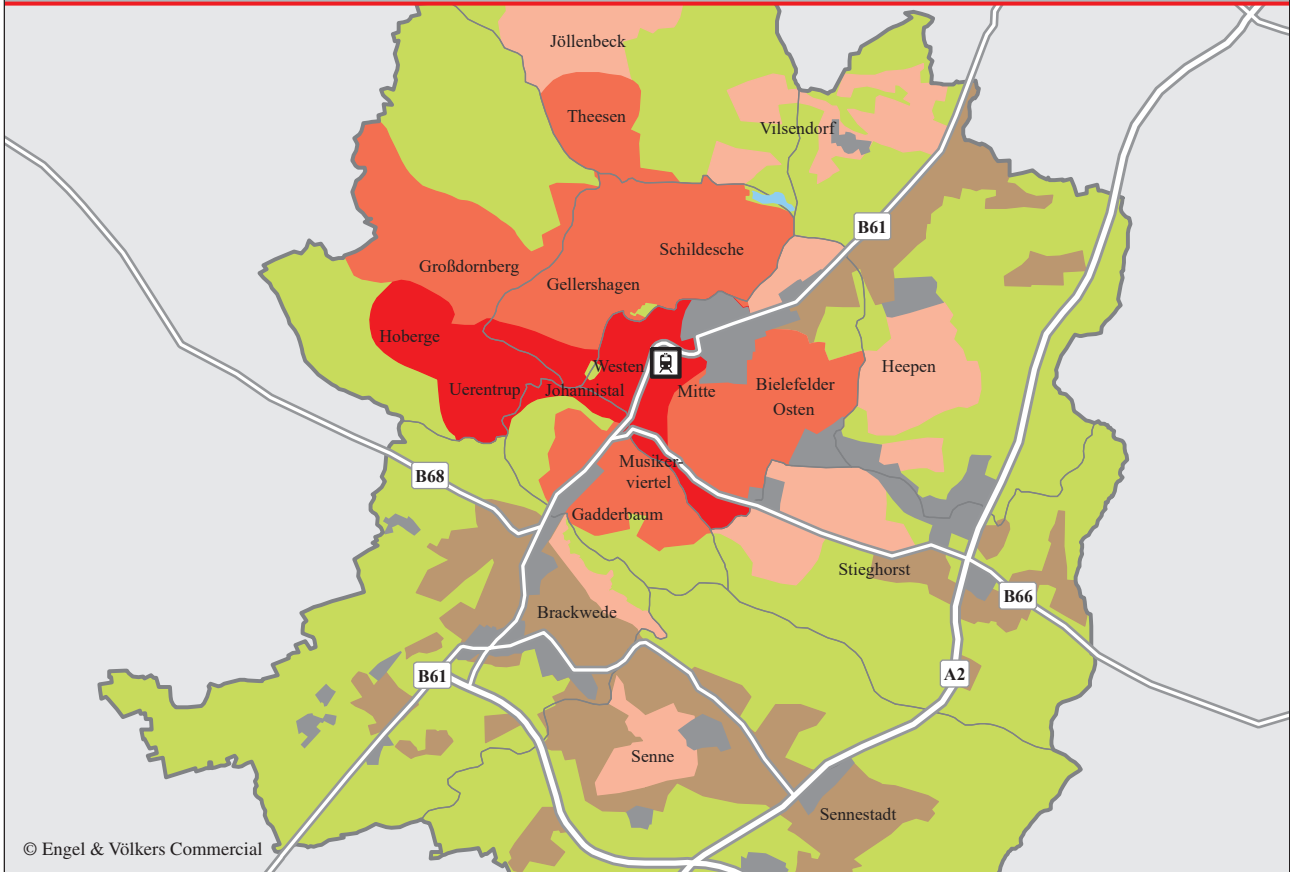 Jöllenbeck
Theesen
Vilsendorf
B61
Schildesche
Großdornberg
Gellershagen
Hoberge
Westen
Heepen
Uerentrup
Johannistal
Mitte
Bielefelder
Osten
Musiker-
viertel
B68
Gadderbaum
Stieghorst
B66
Brackwede
B61
A2
Senne
Sennestadt
© Engel & Völkers Commercial